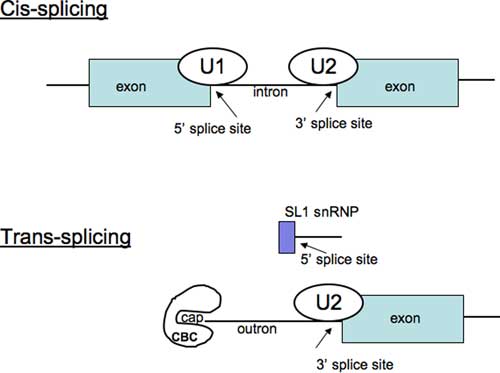 Cis-splicing
U1
U2
exon
intron
exon
5’ splice site
3’ splice site
SL1 snRNP
Trans-splicing
5’ splice site
cap
CBC
outron
U2
exon
3’ splice site